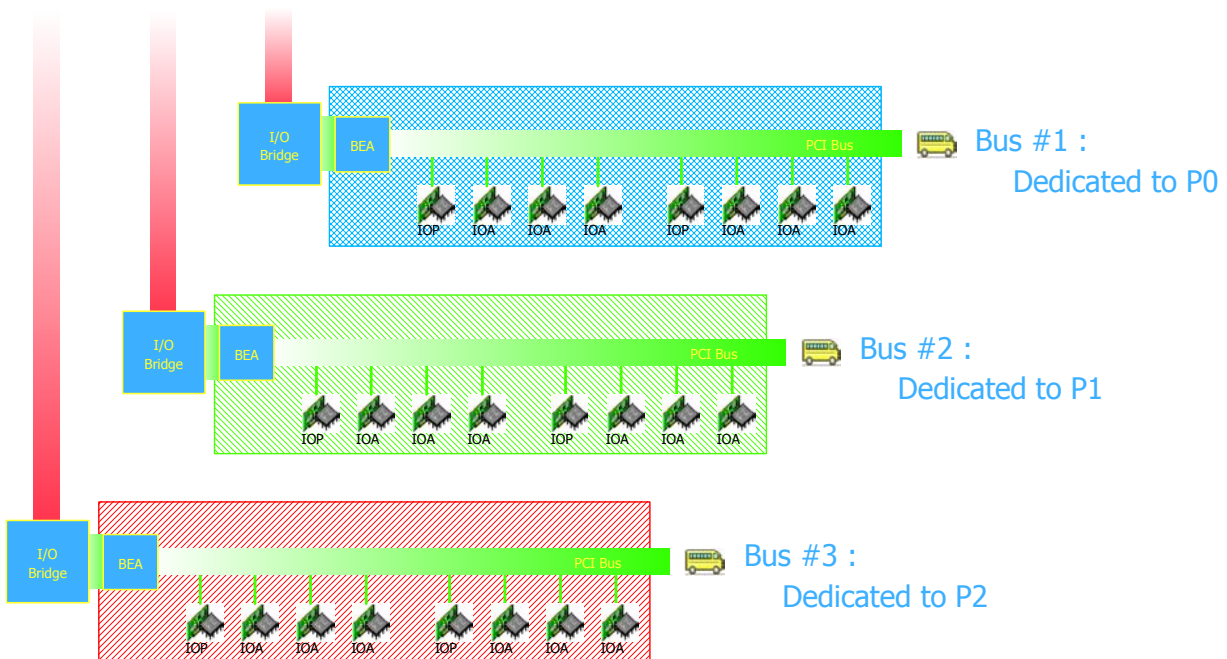 I/O
Bridge
BEA
PCI Bus
Bus #1 :
Dedicated to P0
IOP IOA IOA IOA IOP IOA IOA IOA
I/O
Bridge
BEA
PCI Bus
Bus #2 :
Dedicated to P1
IOP IOA IOA IOA IOP IOA IOA IOA
I/O
Bridge
BEA
PCI Bus
Bus #3 :
Dedicated to P2
IOP IOA IOA IOA IOP IOA IOA IOA